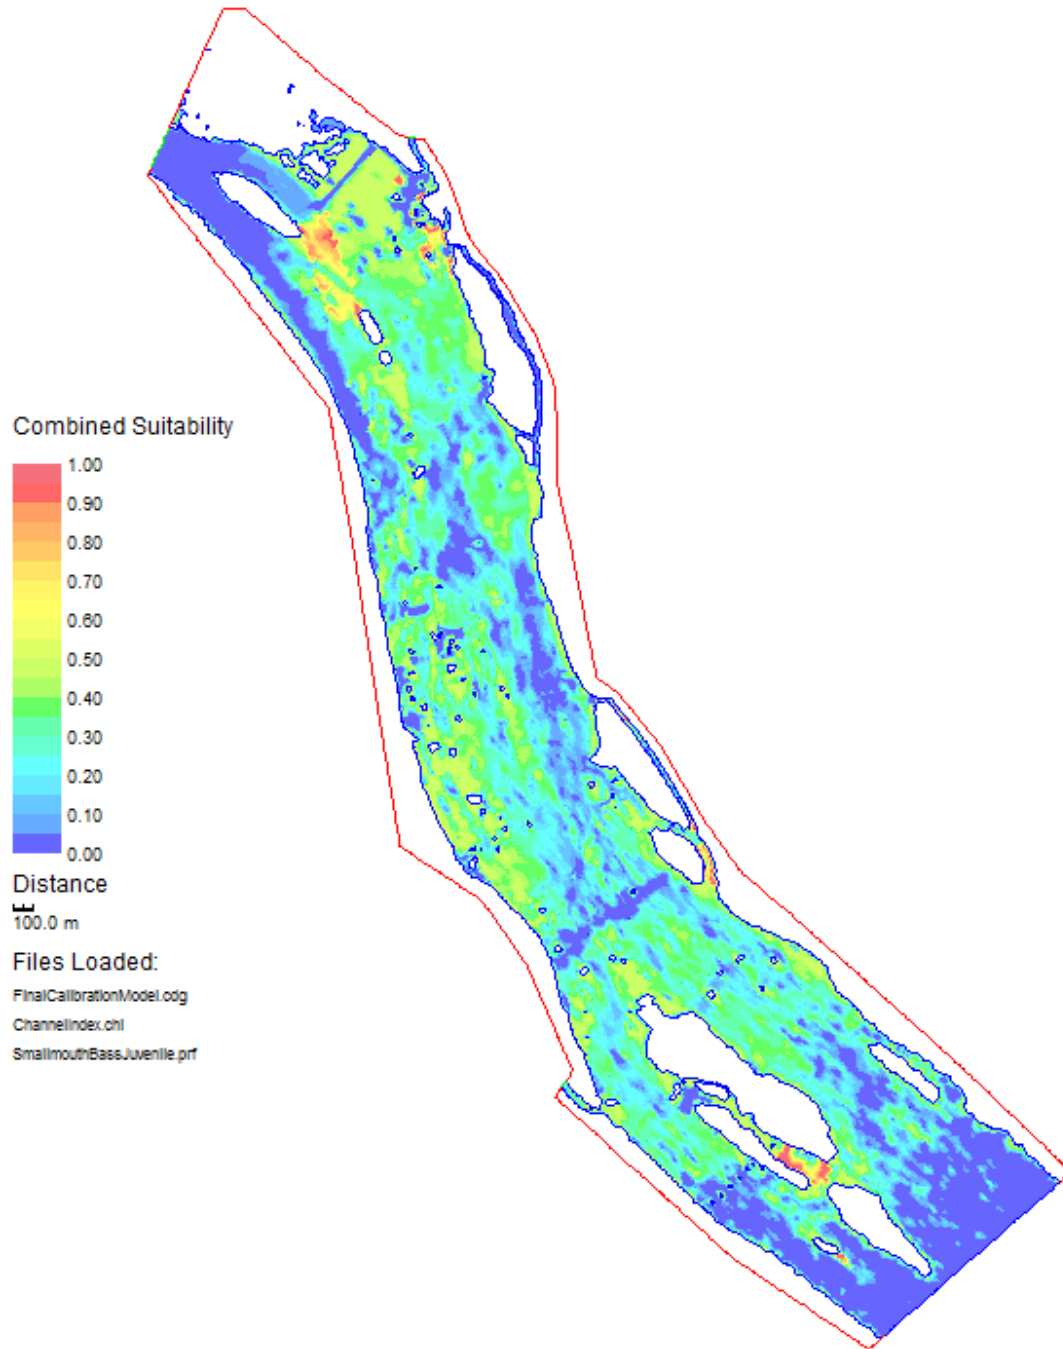 Combined Suitability
1.00
0.90
0.80
0.70
0.60
0.50
0.40
0.30
0.20
0.10
0.00
Distance
100.0 m
Files Loaded:
FinalCalibrationModel.cdg
ChannelIndex.chl
SmallmouthBassJuvenile.prf